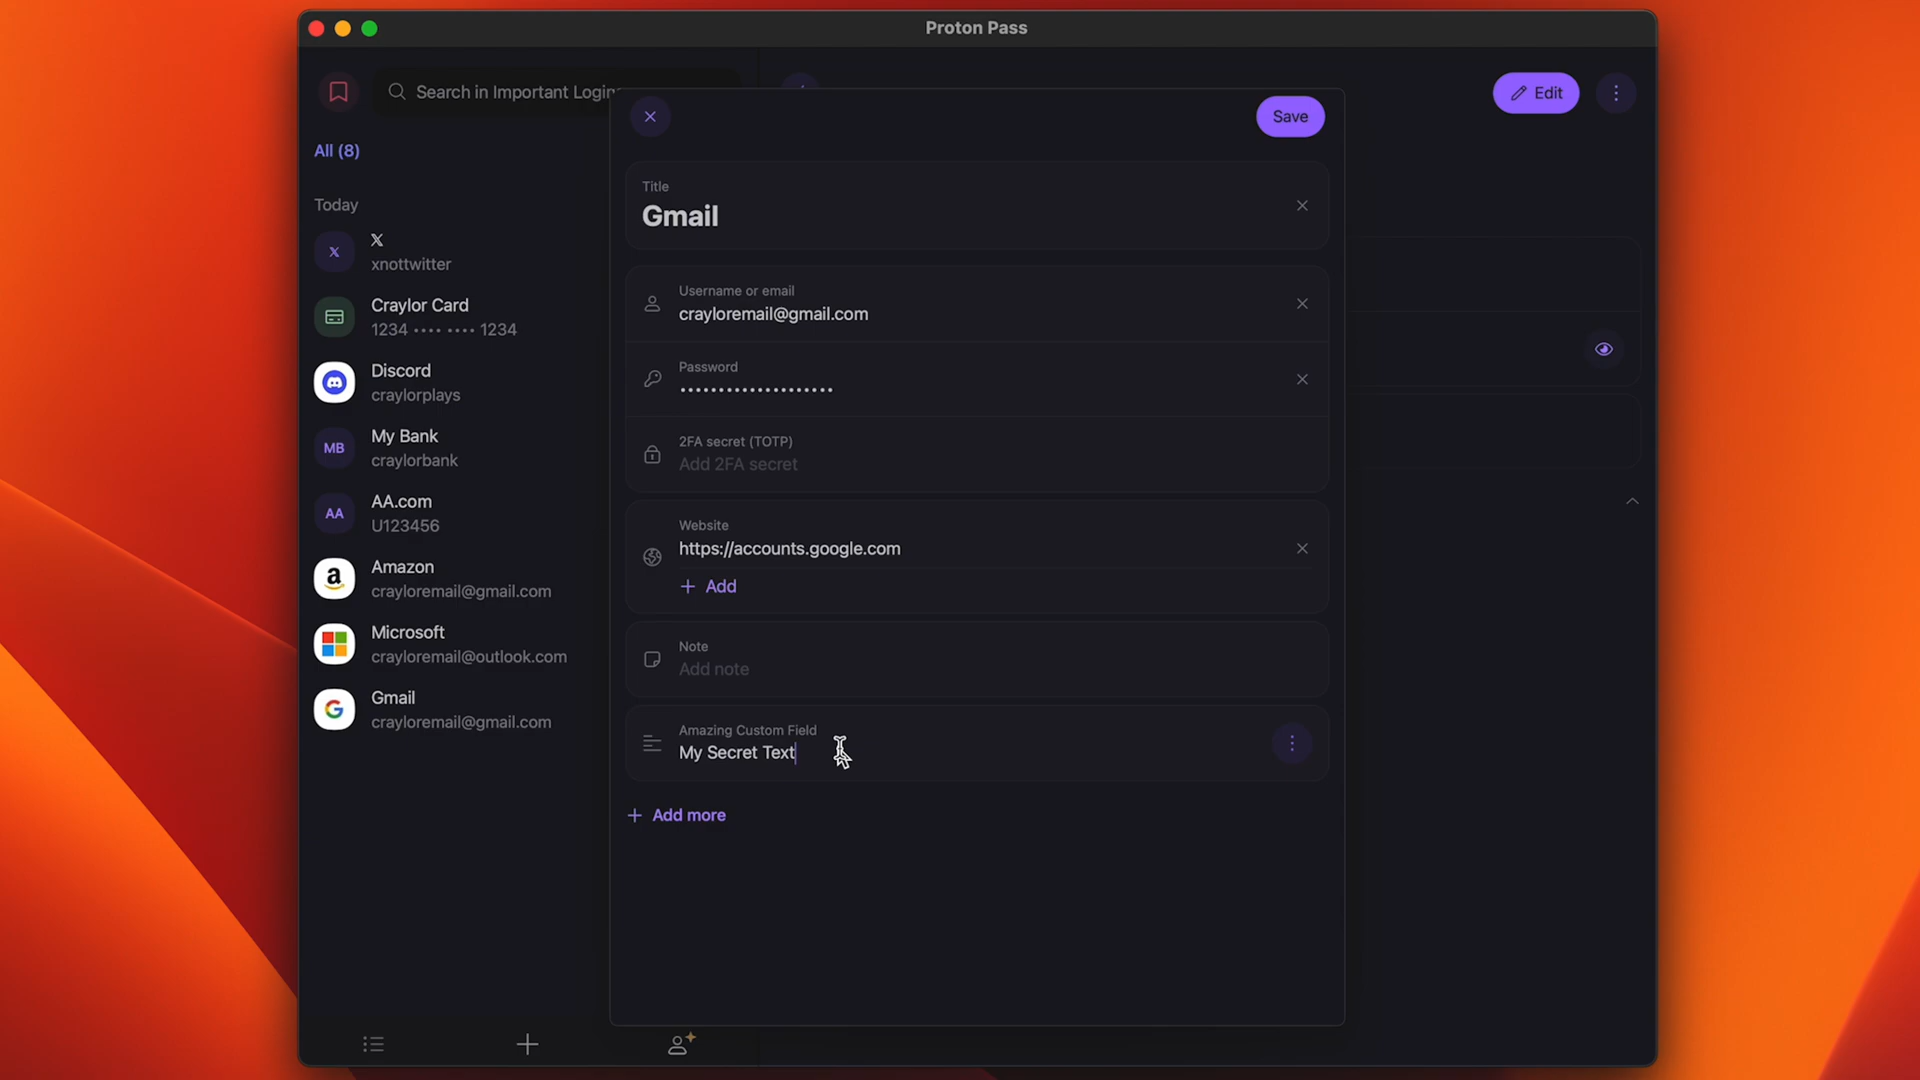 Proton Pass
Search in Important Logins
Edit
All (8)
Today
X
𝕏
xnottwitter
Craylor Card
1234 •••• •••• 1234
Discord
craylorplays
MB
My Bank
craylorbank
AA
AA.com
U123456
Amazon
crayloremail@gmail.com
Microsoft
crayloremail@outlook.com
Gmail
crayloremail@gmail.com
Save
Title
Gmail
Username or email
crayloremail@gmail.com
Password
••••••••••••••••••••
2FA secret (TOTP)
Add 2FA secret
Website
https://accounts.google.com
+ Add
Note
Add note
Amazing Custom Field
My Secret Text
+ Add more